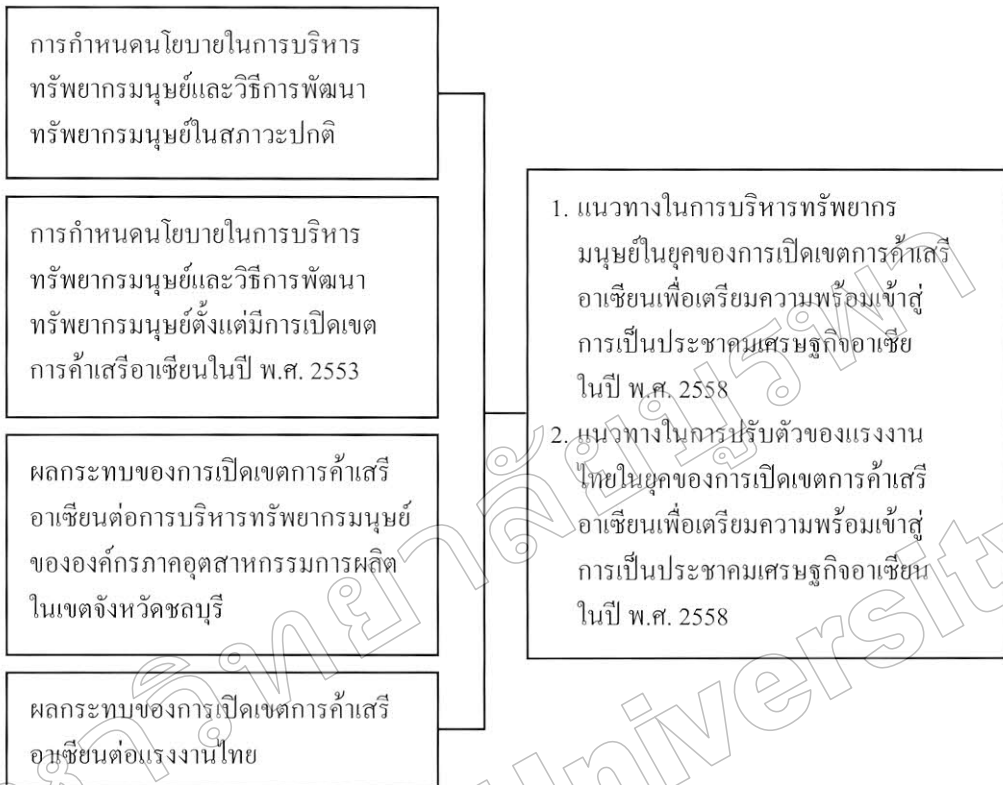 การกำหนดนโยบายในการบริหาร
ทรัพยากรมนุษย์และวิธีการพัฒนา
ทรัพยากรมนุษย์ในสภาวะปกติ
การกำหนดนโยบายในการบริหาร
ทรัพยากรมนุษย์และวิธีการพัฒนา
ทรัพยากรมนุษย์ตั้งแต่มีการเปิดเขต
การค้าเสรีอาเซียนในปี พ.ศ. 2553
ผลกระทบของการเปิดเขตการค้าเสรี
อาเซียนต่อการบริหารทรัพยากรมนุษย์
ขององค์กรภาคอุตสาหกรรมการผลิต
ในเขตจังหวัดชลบุรี
ผลกระทบของการเปิดเขตการค้าเสรี
อาเซียนต่อแรงงานไทย
1. แนวทางในการบริหารทรัพยากร
มนุษย์ในยุคของการเปิดเขตการค้าเสรี
อาเซียนเพื่อเตรียมความพร้อมเข้าสู่
การเป็นประชาคมเศรษฐกิจอาเซีย
ในปี พ.ศ. 2558
2. แนวทางในการปรับตัวของแรงงาน
ไทยในยุคของการเปิดเขตการค้าเสรี
อาเซียนเพื่อเตรียมความพร้อมเข้าสู่
การเป็นประชาคมเศรษฐกิจอาเซียน
ในปี พ.ศ. 2558